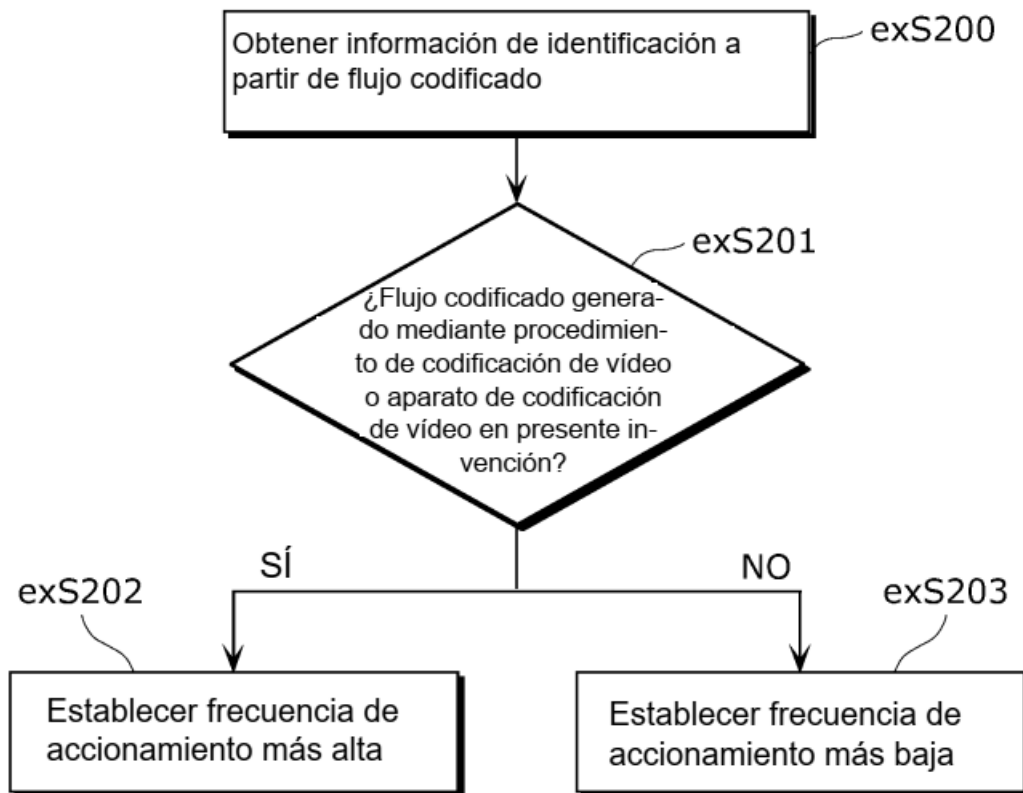 Obtener información de identificación a
partir de flujo codificado
exS200
exS201
¿Flujo codificado genera-
do mediante procedimien-
to de codificación de vídeo
o aparato de codificación
de vídeo en presente in-
vención?
SÍ
NO
exS202
exS203
Establecer frecuencia de
accionamiento más alta
Establecer frecuencia de
accionamiento más baja